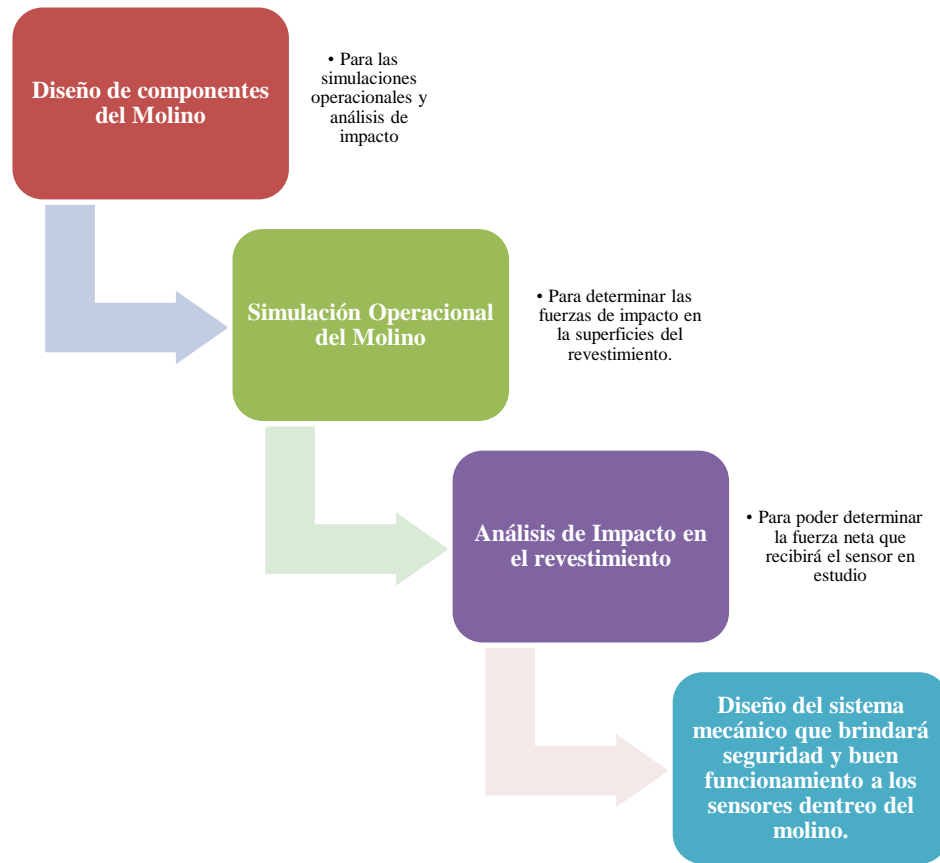 Diseño de componentes
del Molino
• Para las
simulaciones
operacionales y
análisis de
impacto
Simulación Operacional
del Molino
• Para determinar las
fuerzas de impacto en
la superficies del
revestimiento.
Análisis de Impacto en
el revestimiento
• Para poder determinar
la fuerza neta que
recibirá el sensor en
estudio
Diseño del sistema
mecánico que brindará
seguridad y buen
funcionamiento a los
sensores dentreo del
molino.